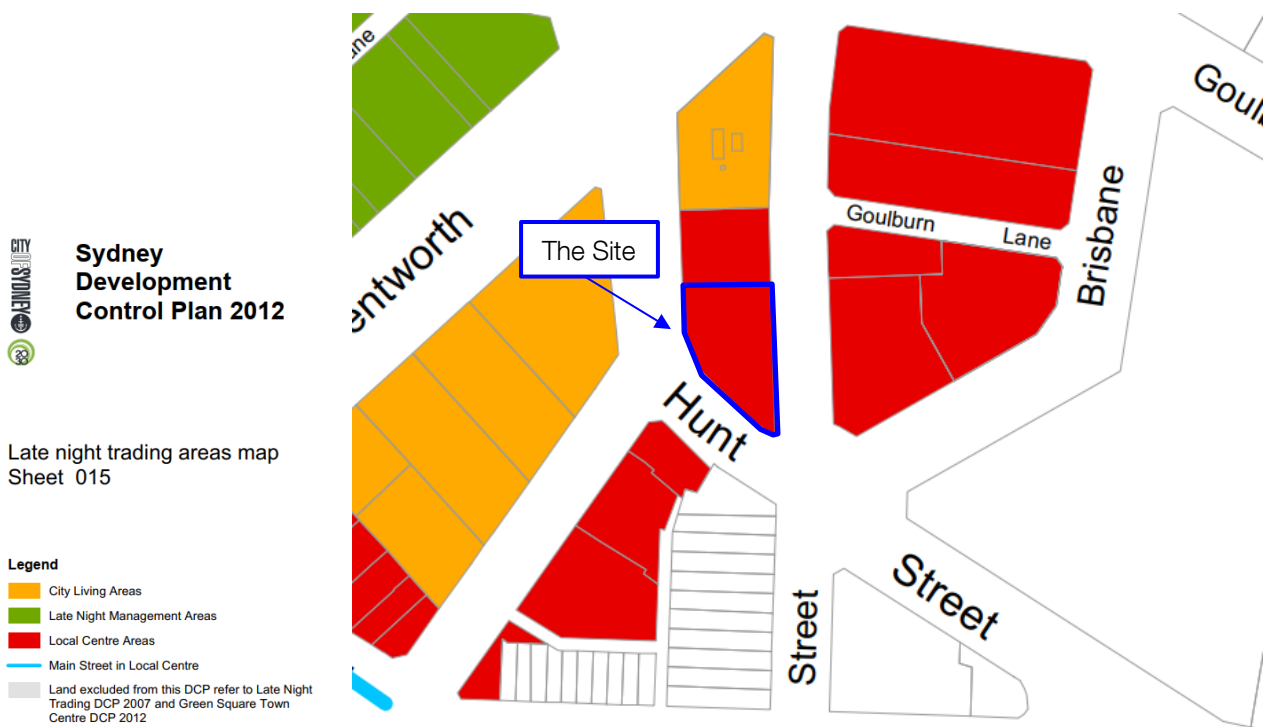 CITY OF SYDNEY
2030
Sydney
Development
Control Plan 2012
Late night trading areas map
Sheet 015
Legend
City Living Areas
Late Night Management Areas
Local Centre Areas
Main Street in Local Centre
Land excluded from this DCP refer to Late Night
Trading DCP 2007 and Green Square Town
Centre DCP 2012
ane
entworth
The Site
Hunt
Goulburn Lane
Brisbane
Goulb
Street
Street